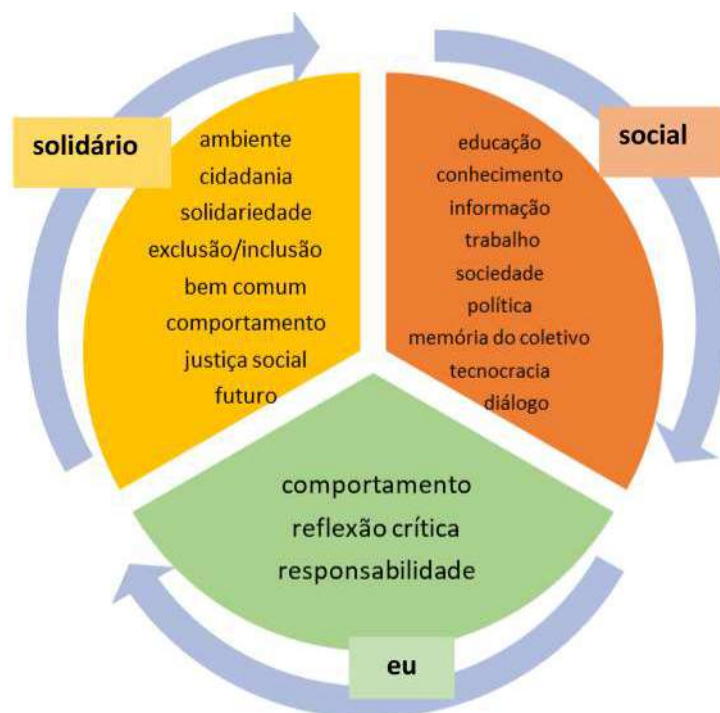 solidário
ambiente
cidadania
solidariedade
exclusão/inclusão
bem comum
comportamento
justiça social
futuro
social
educação
conhecimento
informação
trabalho
sociedade
política
memória do coletivo
tecnocracia
diálogo
comportamento
reflexão crítica
responsabilidade
eu